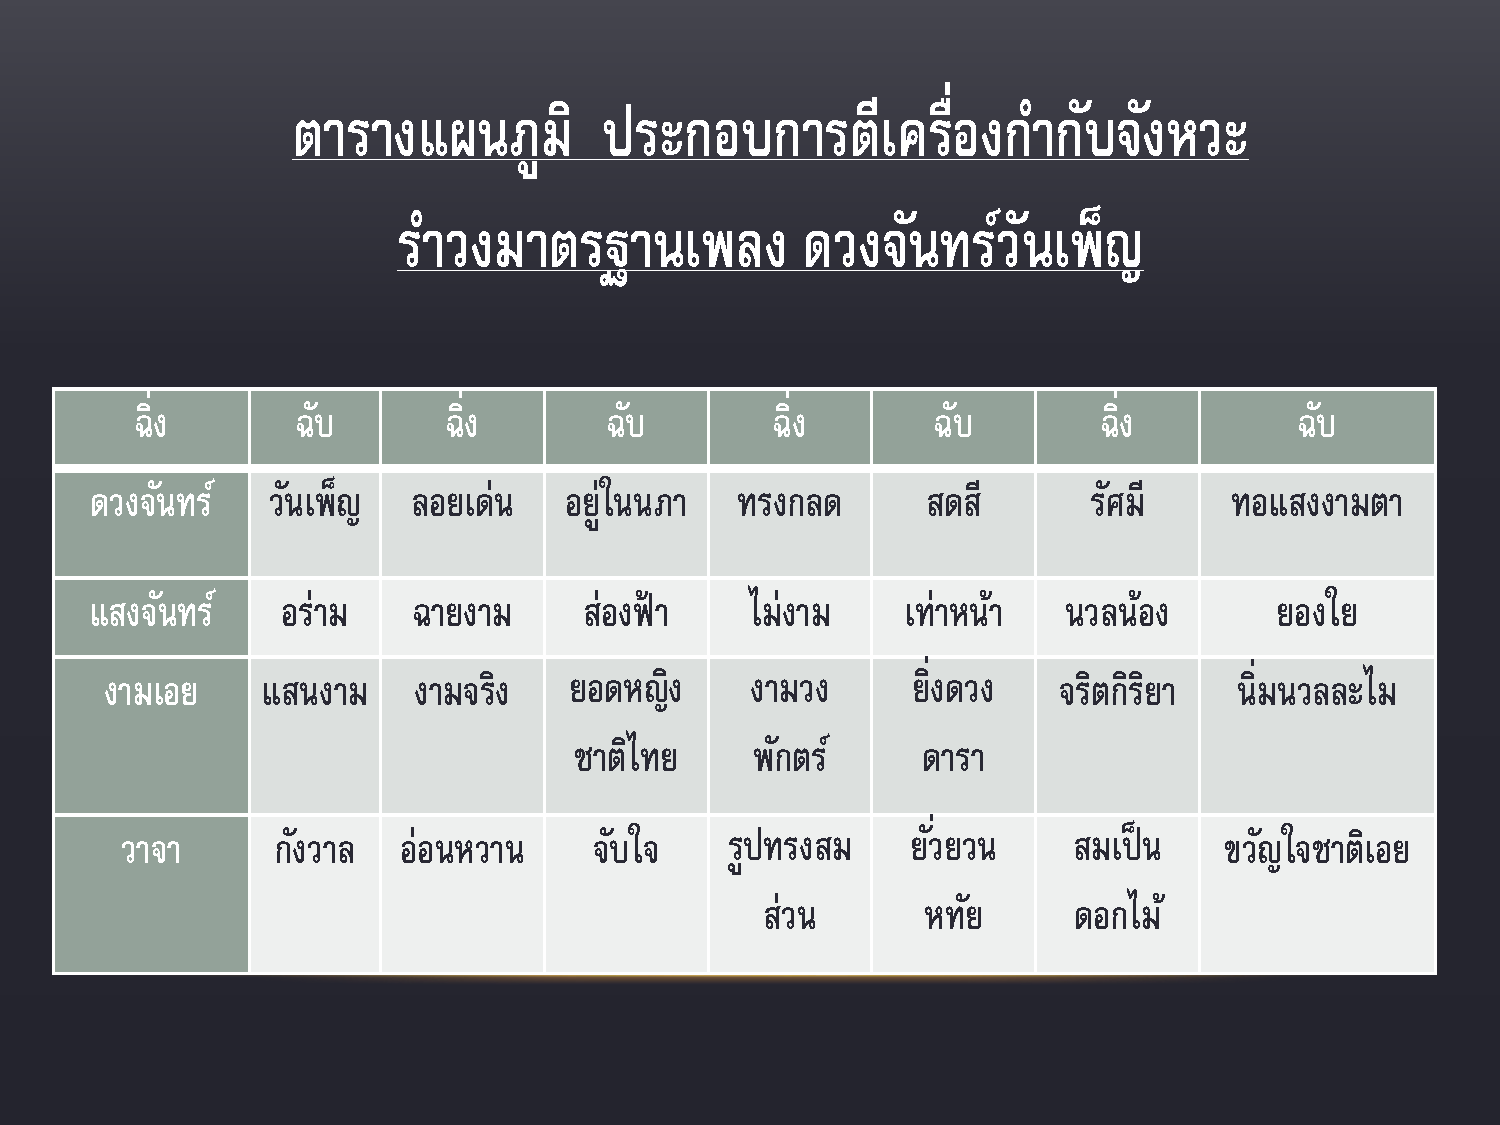 ตารางแผนภูมิ ประกอบการตีเครื่องกำกับจังหวะ
รำวงมาตรฐานเพลง ดวงจันทร์วันเพ็ญ
ฉิ่ง ฉับ ฉิ่ง ฉับ ฉิ่ง ฉับ ฉิ่ง ฉับ
ดวงจันทร์ วันเพ็ญ ลอยเด่น อยู่ในนภา ทรงกลด สดสี รัศมี ทอแสงงามตา
แสงจันทร์ อร่าม ฉายงาม ส่องฟ้า ไม่งาม เท่าหน้า นวลน้อง ยองใย
งามเอย แสนงาม งามจริง ยอดหญิง งามวง ยิ่งดวง จริตกิริยา นิ่มนวลละไม
ชาติไทย พักตร์ ดารา
วาจา กังวาล อ่อนหวาน จับใจ รูปทรงสม ยั่วยวน สมเป็น ขวัญใจชาติเอย
ส่วน หทัย ดอกไม้